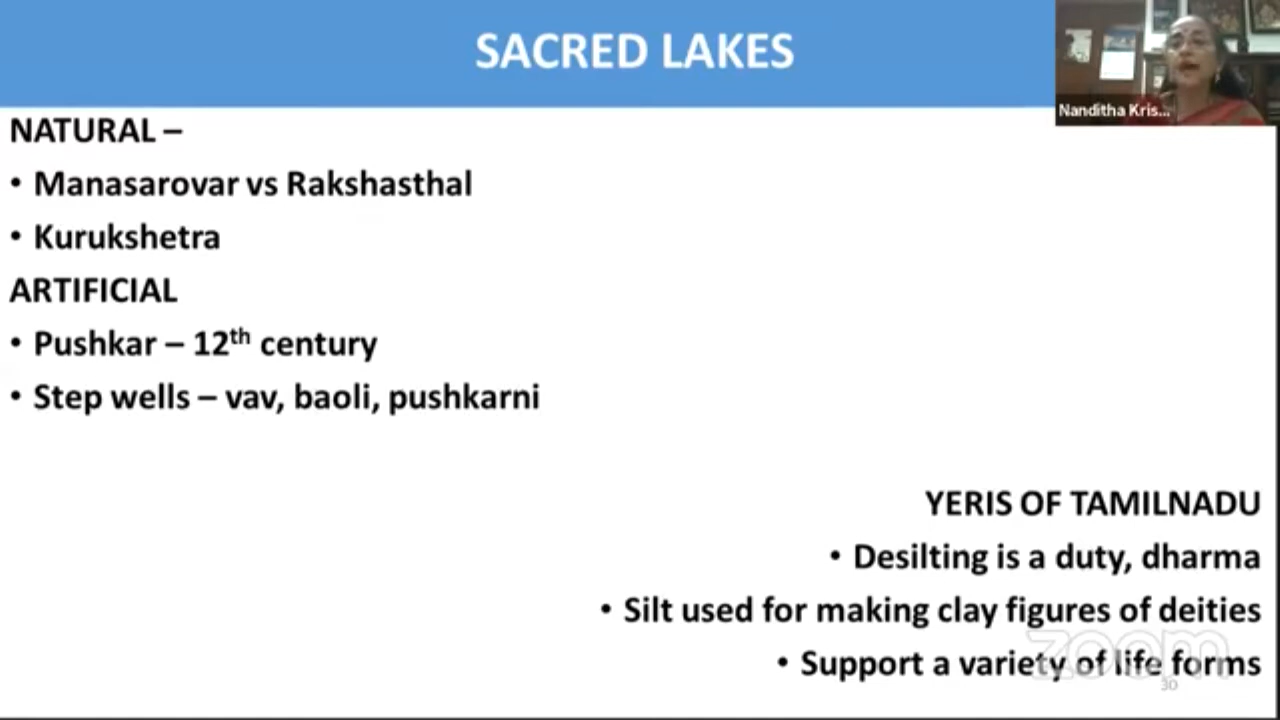 SACRED LAKES
Nanditha Kris...
NATURAL –
• Manasarovar vs Rakshasthal
• Kurukshetra
ARTIFICIAL
• Pushkar – 12th century
• Step wells – vav, baoli, pushkarni
YERIS OF TAMILNADU
• Desilting is a duty, dharma
• Silt used for making clay figures of deities
• Support a variety of life forms
zoom
30